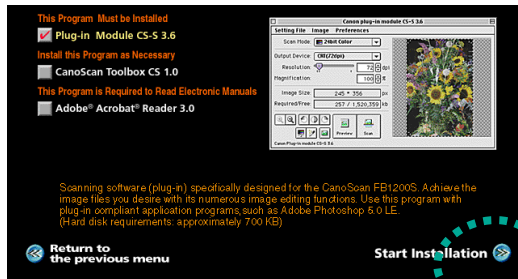 This Program Must be Installed
Plug-in Module CS-S 3.6
Install this Program as Necessary
CanoScan Toolbox CS 1.0
This Program is Required to Read Electronic Manuals
Adobe® Acrobat® Reader 3.0
Canon plug-in module CS-S 3.6
Setting File Image Preferences
Scan Mode: 24bit Color
Output Device: CRT(72dpi)
Resolution: 72 dpi
Magnification 100 %
Image Size: 245 * 356 px
Required/Free: 257 / 1,520,359 kb
Preview Scan
Canon Plug-in module CS-S 3.6
Scanning software (plug-in) specifically designed for the CanoScan FB1200S. Achieve the
image files you desire with its numerous image editing functions. Use this program with
plug-in compliant application programs,such as Adobe Photoshop 5.0 LE.
(Hard disk requirements: approximately 700 KB)
Return to
the previous menu
Start Installation